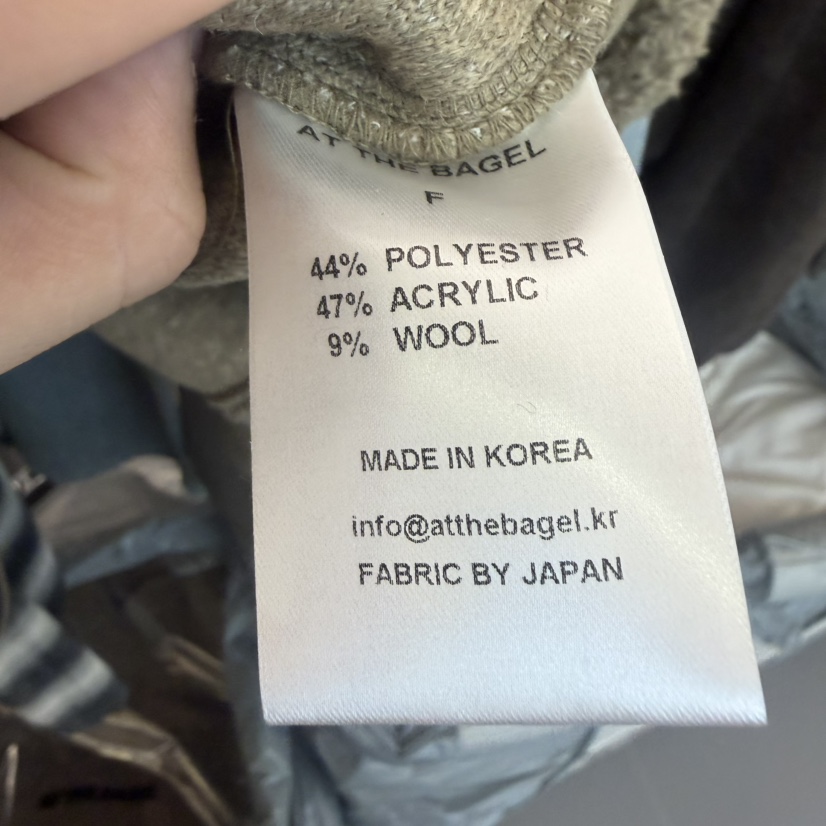 AT THE BAGEL
F
44% POLYESTER
47% ACRYLIC
9% WOOL
MADE IN KOREA
info@atthebagel.kr
FABRIC BY JAPAN